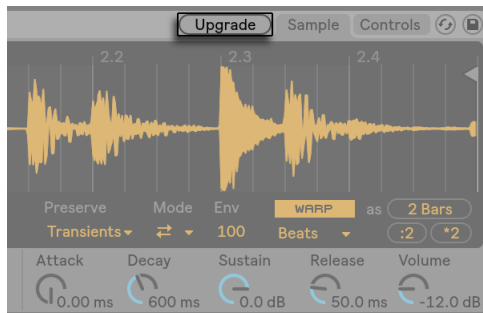 Upgrade Sample Controls
2.2 2.3 2.4
Preserve Mode Env WARP as 2 Bars
Transients 100 Beats :2 *2
Attack Decay Sustain Release Volume
0.00 ms 600 ms 0.0 dB 50.0 ms -12.0 dB